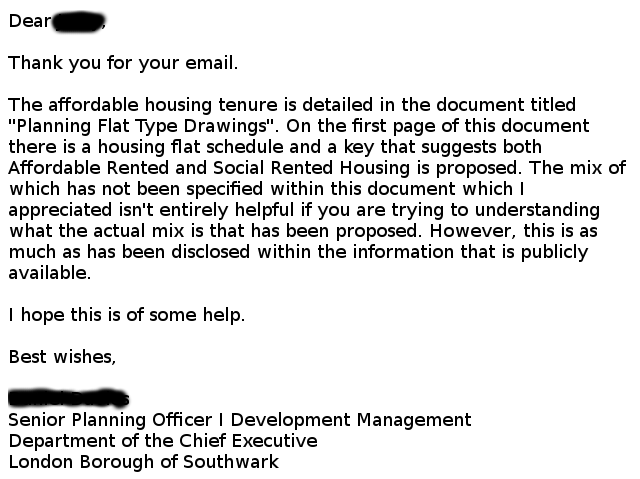 Dear ,
Thank you for your email.
The affordable housing tenure is detailed in the document titled
"Planning Flat Type Drawings". On the first page of this document
there is a housing flat schedule and a key that suggests both
Affordable Rented and Social Rented Housing is proposed. The mix of
which has not been specified within this document which I
appreciated isn't entirely helpful if you are trying to understanding
what the actual mix is that has been proposed. However, this is as
much as has been disclosed within the information that is publicly
available.
I hope this is of some help.
Best wishes,
Senior Planning Officer I Development Management
Department of the Chief Executive
London Borough of Southwark